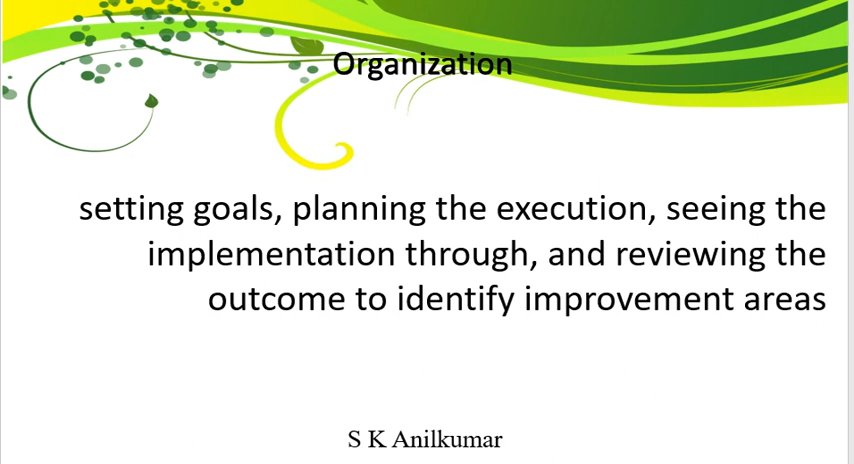 Organization
setting goals, planning the execution, seeing the
implementation through, and reviewing the
outcome to identify improvement areas
S K Anilkumar